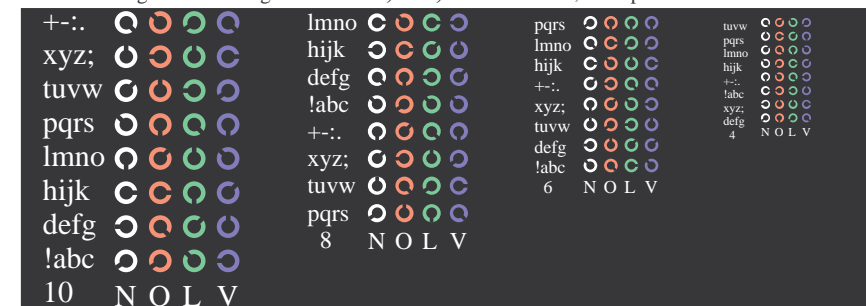 +-:.
xyz;
tuvw
pqrs
lmno
hijk
defg
!abc
10 N O L V
lmno
hijk
defg
!abc
+-:.
xyz;
tuvw
pqrs
8 N O L V
pqrs
lmno
hijk
+-:.
xyz;
tuvw
defg
!abc
6 N O L V
tuvw
pqrs
lmno
hijk
+-:.
!abc
xyz;
defg
4 N O L V